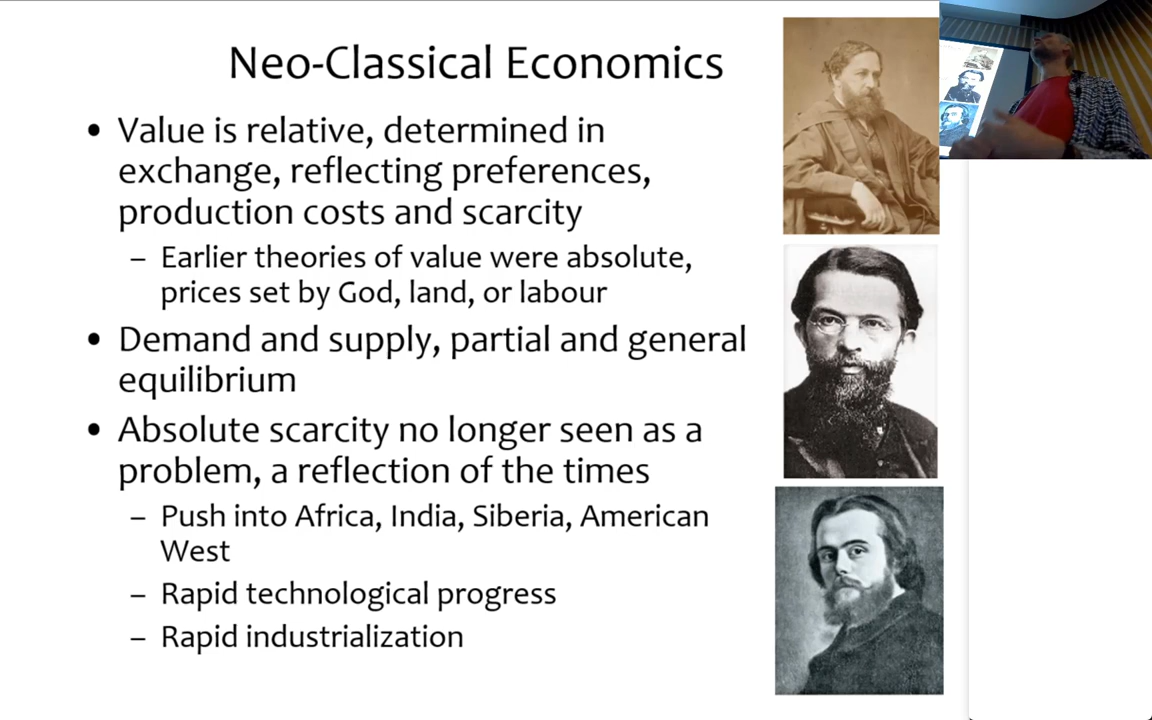 Neo-Classical Economics
• Value is relative, determined in
exchange, reflecting preferences,
production costs and scarcity
– Earlier theories of value were absolute,
prices set by God, land, or labour
• Demand and supply, partial and general
equilibrium
• Absolute scarcity no longer seen as a
problem, a reflection of the times
– Push into Africa, India, Siberia, American
West
– Rapid technological progress
– Rapid industrialization